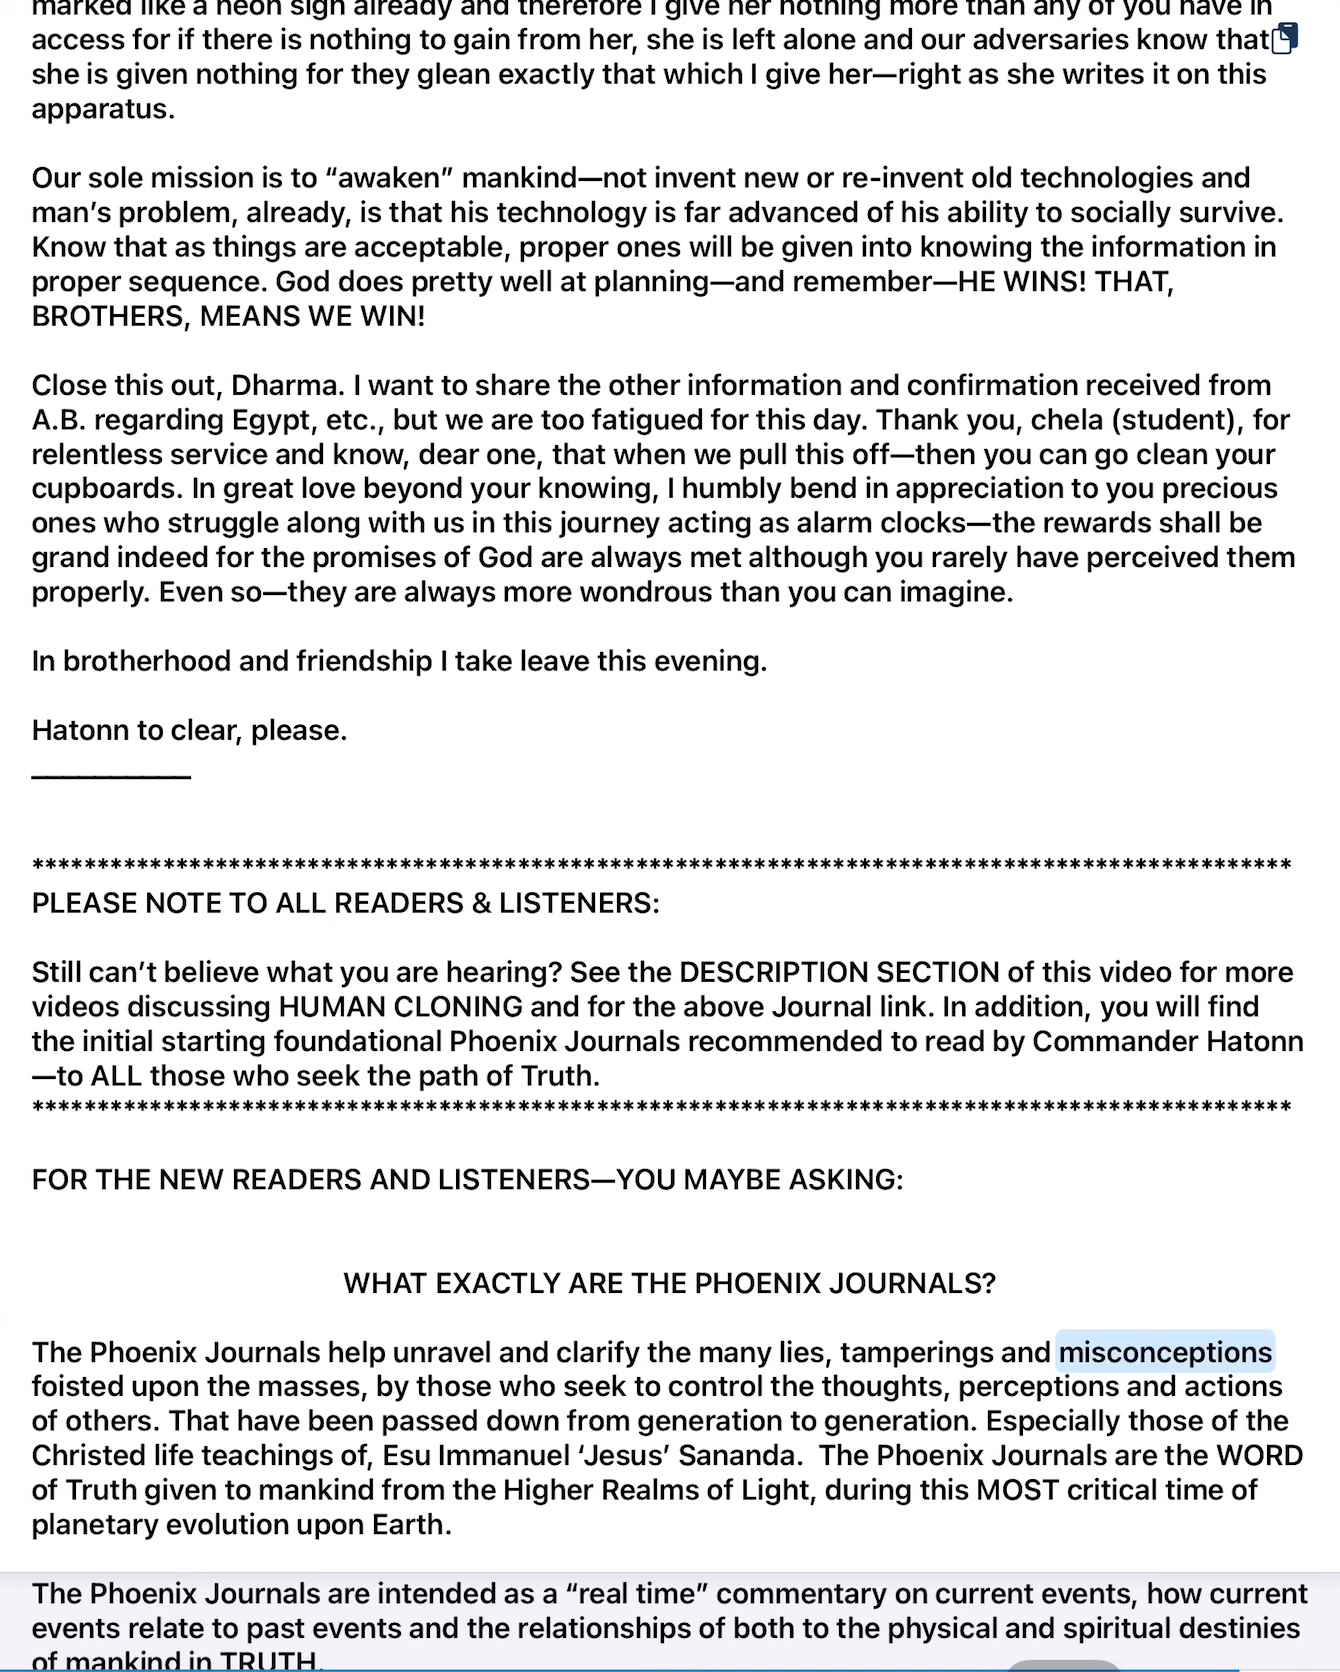 marked like a neon sign already and therefore I give her nothing more than any of you have in
access for if there is nothing to gain from her, she is left alone and our adversaries know that
she is given nothing for they glean exactly that which I give her—right as she writes it on this
apparatus.
Our sole mission is to “awaken” mankind—not invent new or re-invent old technologies and
man’s problem, already, is that his technology is far advanced of his ability to socially survive.
Know that as things are acceptable, proper ones will be given into knowing the information in
proper sequence. God does pretty well at planning—and remember—HE WINS! THAT,
BROTHERS, MEANS WE WIN!
Close this out, Dharma. I want to share the other information and confirmation received from
A.B. regarding Egypt, etc., but we are too fatigued for this day. Thank you, chela (student), for
relentless service and know, dear one, that when we pull this off—then you can go clean your
cupboards. In great love beyond your knowing, I humbly bend in appreciation to you precious
ones who struggle along with us in this journey acting as alarm clocks—the rewards shall be
grand indeed for the promises of God are always met although you rarely have perceived them
properly. Even so—they are always more wondrous than you can imagine.
In brotherhood and friendship I take leave this evening.
Hatonn to clear, please.
___________
*************************************************************************************************
PLEASE NOTE TO ALL READERS & LISTENERS:
Still can’t believe what you are hearing? See the DESCRIPTION SECTION of this video for more
videos discussing HUMAN CLONING and for the above Journal link. In addition, you will find
the initial starting foundational Phoenix Journals recommended to read by Commander Hatonn
—to ALL those who seek the path of Truth.
*************************************************************************************************
FOR THE NEW READERS AND LISTENERS—YOU MAYBE ASKING:
WHAT EXACTLY ARE THE PHOENIX JOURNALS?
The Phoenix Journals help unravel and clarify the many lies, tamperings and misconceptions
foisted upon the masses, by those who seek to control the thoughts, perceptions and actions
of others. That have been passed down from generation to generation. Especially those of the
Christed life teachings of, Esu Immanuel ‘Jesus’ Sananda.  The Phoenix Journals are the WORD
of Truth given to mankind from the Higher Realms of Light, during this MOST critical time of
planetary evolution upon Earth.
The Phoenix Journals are intended as a “real time” commentary on current events, how current
events relate to past events and the relationships of both to the physical and spiritual destinies
of mankind in TRUTH.